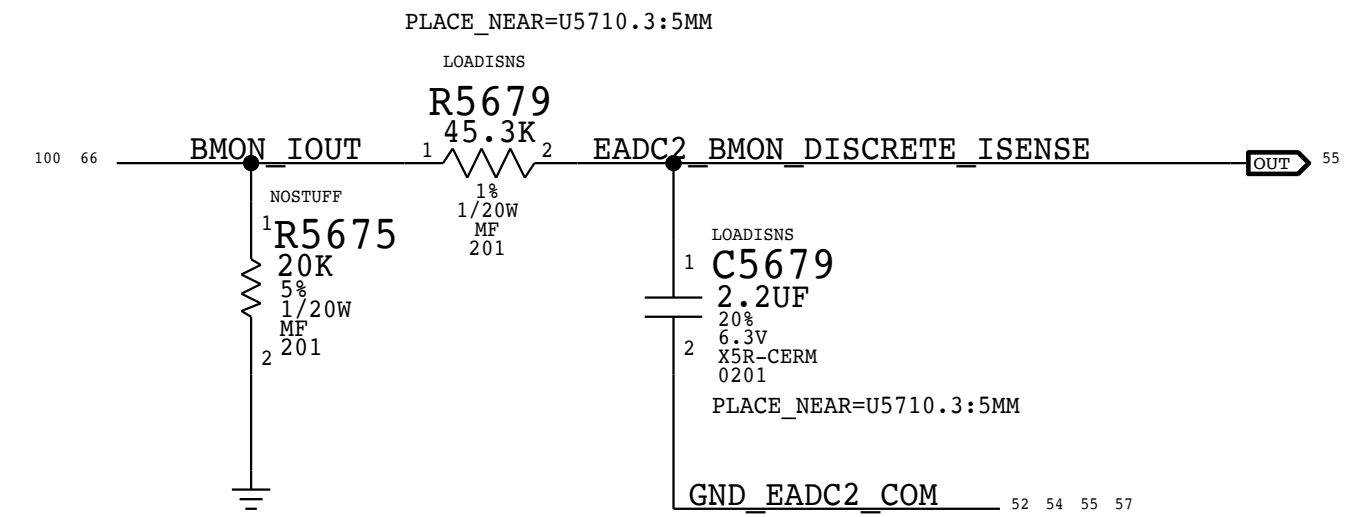 PLACE_NEAR=U5710.3:5MM
LOADISNS
R5679
45.3K
100 66
BMON_IOUT
1
2
EADC2_BMON_DISCRETE_ISENSE
OUT
55
1%
1/20W
MF
201
NOSTUFF
1
R5675
20K
5%
1/20W
MF
201
2
LOADISNS
1
C5679
2.2UF
20%
6.3V
2
X5R-CERM
0201
PLACE_NEAR=U5710.3:5MM
GND_EADC2_COM
52 54 55 57